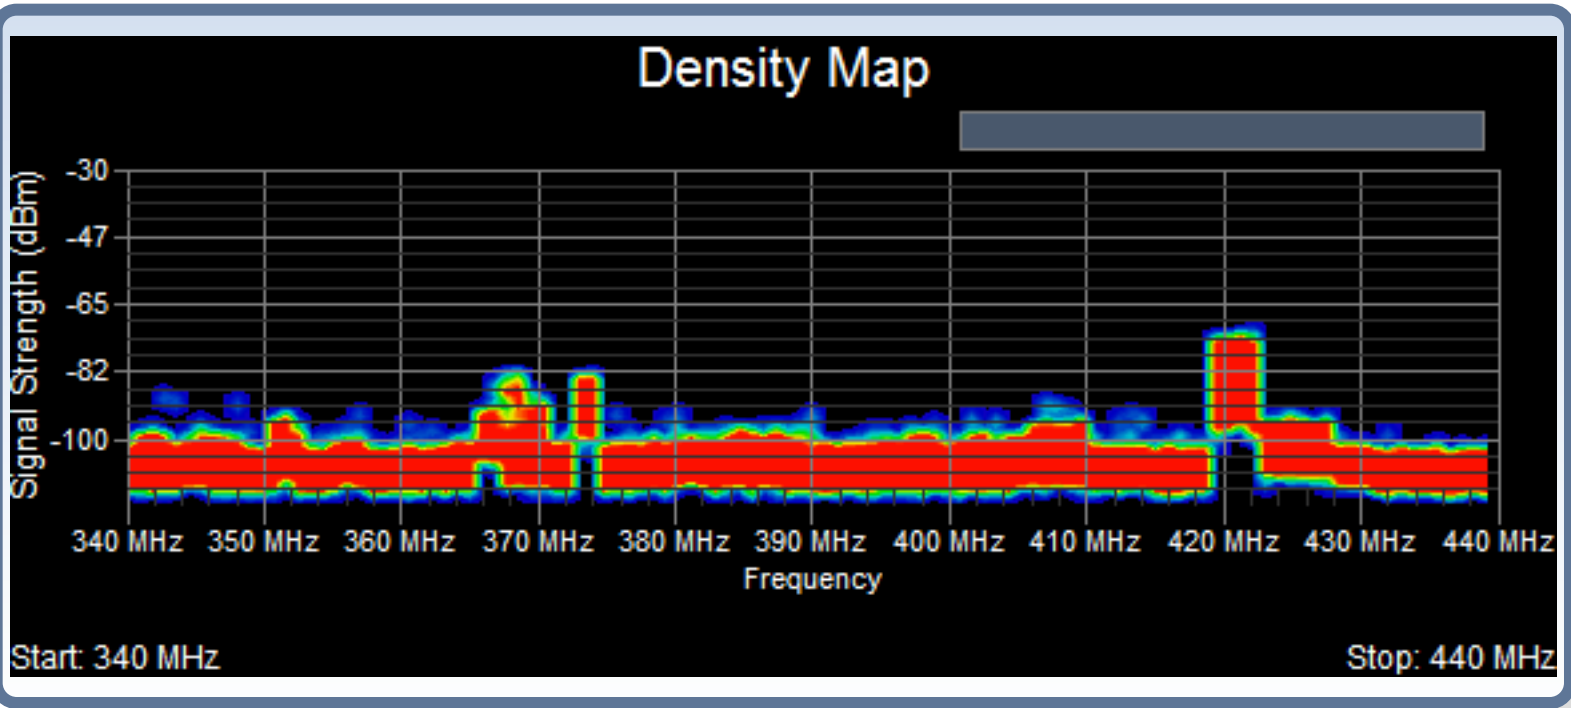 Density Map
Signal Strength (dBm)
-30
-47
-65
-82
-100
340 MHz 350 MHz 360 MHz 370 MHz 380 MHz 390 MHz 400 MHz 410 MHz 420 MHz 430 MHz 440 MHz
Frequency
Start: 340 MHz
Stop: 440 MHz